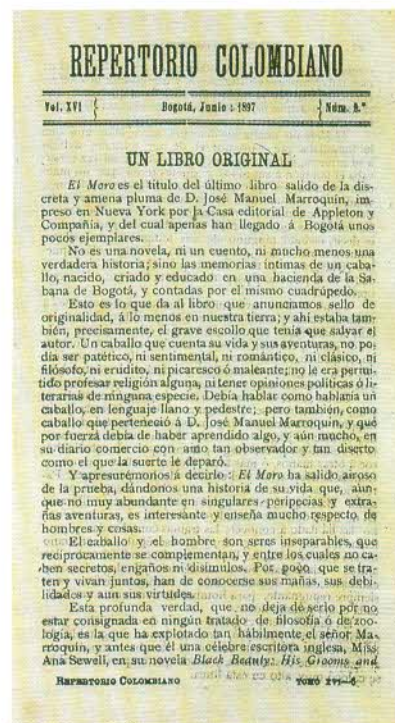 REPERTORIO COLOMBIANO
Vol. XVI { Bogotá, Junio : 1897 } Núm. 2.°
UN LIBRO ORIGINAL
El Moro es el título del último libro salido de la dis-
creta y amena pluma de D. José Manuel Marroquín, im-
preso en Nueva York por la Casa editorial de Appleton y
Compañía, y del cual apenas han llegado á Bogotá unos
pocos ejemplares.
No es una novela, ni un cuento, ni mucho menos una
verdadera historia; sino las memorias íntimas de un caba-
llo, nacido, criado y educado en una hacienda de la Sa-
bana de Bogotá, y contadas por el mismo cuadrúpedo.
Esto es lo que da al libro que anunciamos sello de
originalidad, á lo menos en nuestra tierra; y ahí estaba tam-
bién, precisamente, el grave escollo que tenía que salvar el
autor. Un caballo que cuenta su vida y sus aventuras, no po-
día ser patético, ni sentimental, ni romántico, ni clásico, ni
filósofo, ni erudito, ni picaresco ó maleante; no le era permi-
tido profesar religión alguna, ni tener opiniones políticas ó li-
terarias de ninguna especie. Debía hablar como hablaría un
caballo, en lenguaje llano y pedestre; pero también, como
caballo que perteneció á D. José Manuel Marroquín, y que
por fuerza debía de haber aprendido algo, y aún mucho, en
su diario comercio con amo tan observador y tan discreto
como el que la suerte le deparó.
Y apresurémonos á decirlo: El Moro ha salido airoso
de la prueba, dándonos una historia de su vida que, aun-
que no muy abundante en singulares peripecias y extra-
ñas aventuras, es interesante y enseña mucho respecto de
hombres y cosas.
El caballo y el hombre son seres inseparables, que
recíprocamente se complementan, y entre los cuales no ca-
ben secretos, engaños ni disimulos. Por poco que se tra-
ten y vivan juntos, han de conocerse sus mañas, sus debi-
lidades y aun sus virtudes.
Esta profunda verdad, que no deja de serlo por no
estar consignada en ningún tratado de filosofía ó de zoo-
logía, es la que ha explotado tan hábilmente el señor Ma-
rroquín, y antes que él una célebre escritora inglesa, Miss
Ana Sewell, en su novela Black Beauty: His Grooms and
REPERTORIO COLOMBIANO TOMO XVI—6